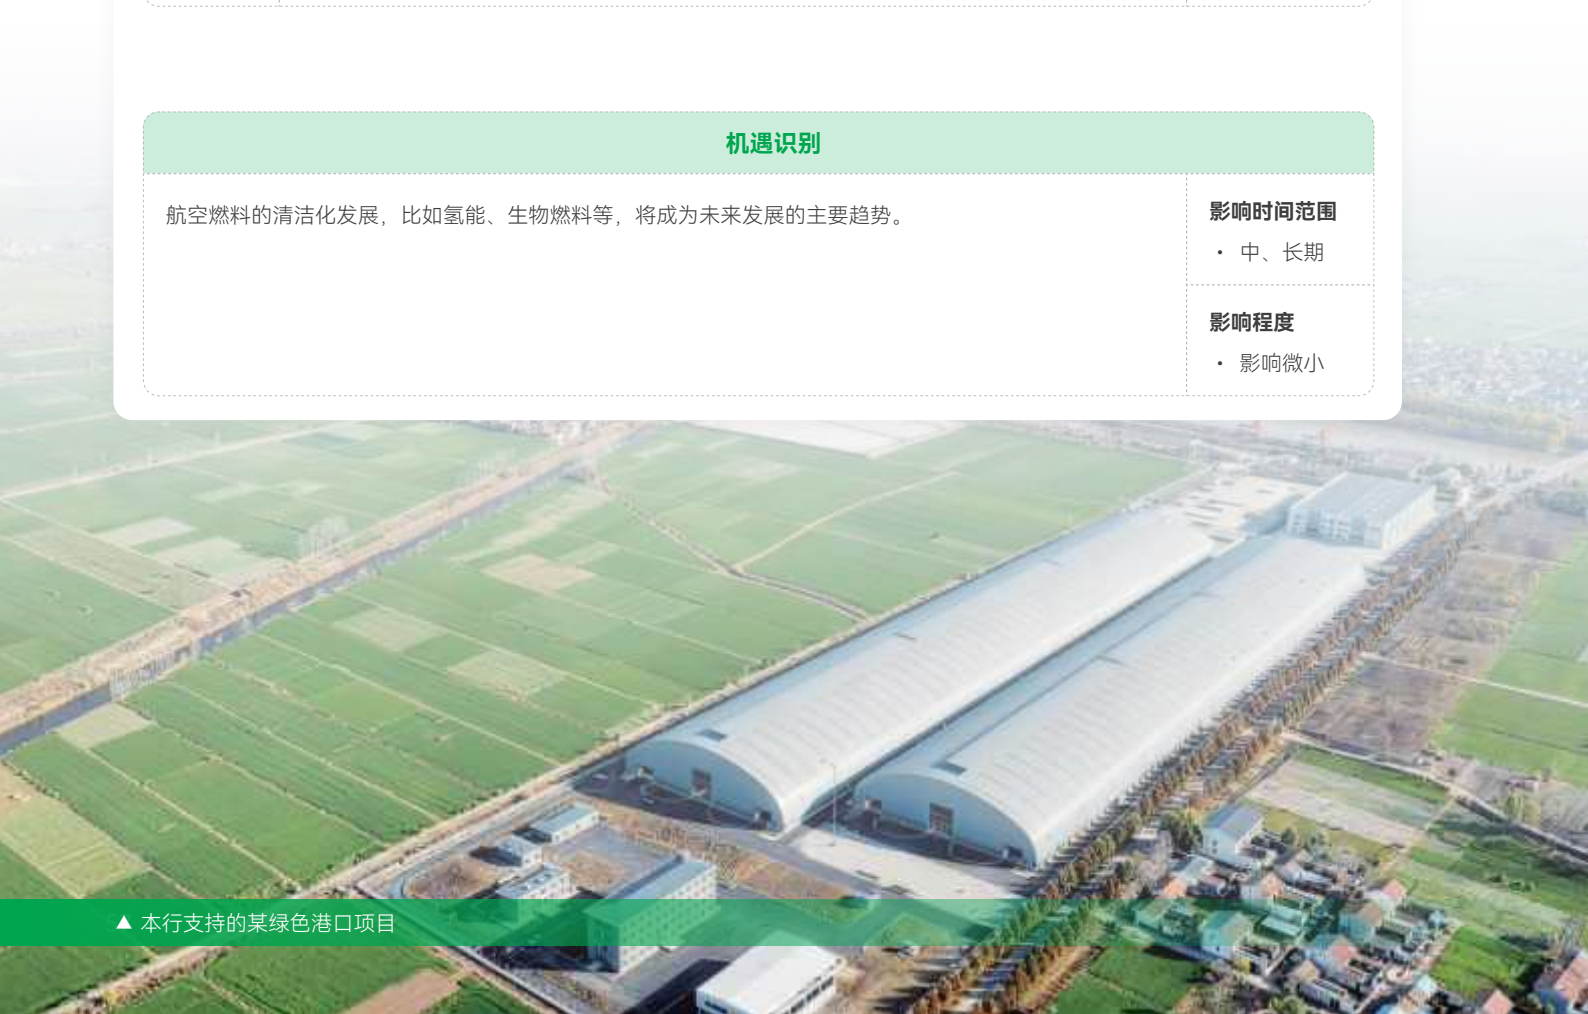 机遇识别
航空燃料的清洁化发展，比如氢能、生物燃料等，将成为未来发展的主要趋势。
影响时间范围
• 中、长期
影响程度
• 影响微小
▲ 本行支持的某绿色港口项目